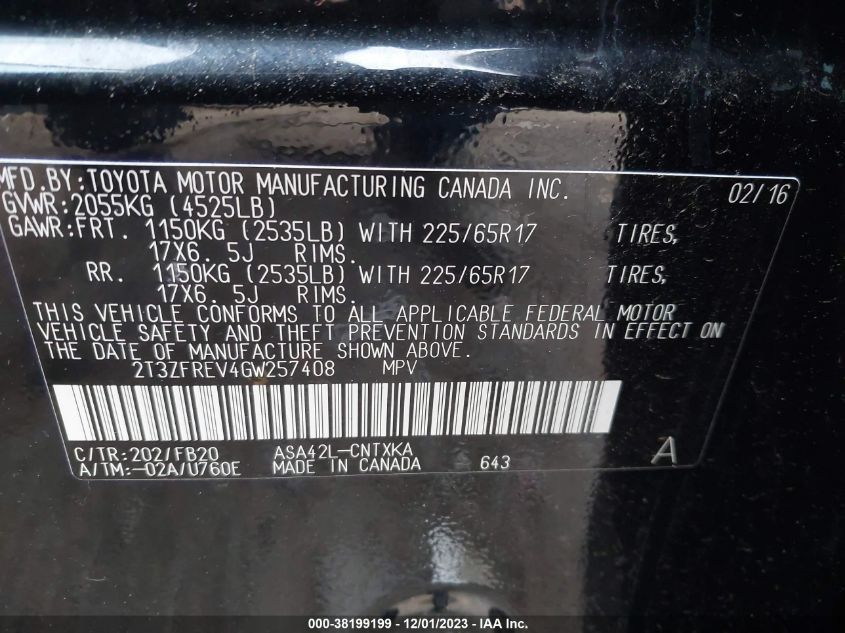 MFD.BY:TOYOTA MOTOR MANUFACTURING CANADA INC. 02/16
GVWR:2055KG (4525LB)
GAWR:FRT. 1150KG (2535LB) WITH 225/65R17 TIRES,
17X6. 5J RIMS.
RR. 1150KG (2535LB) WITH 225/65R17 TIRES,
17X6. 5J RIMS.
THIS VEHICLE CONFORMS TO ALL APPLICABLE FEDERAL MOTOR
VEHICLE SAFETY AND THEFT PREVENTION STANDARDS IN EFFECT ON
THE DATE OF MANUFACTURE SHOWN ABOVE.
2T3ZFREV4GW257408 MPV
C/TR:202/FB20 ASA42L-CNTXKA A
A/TM:-02A/U760E MADE IN CANADA 643
000-38199199 - 12/01/2023 - IAA Inc.